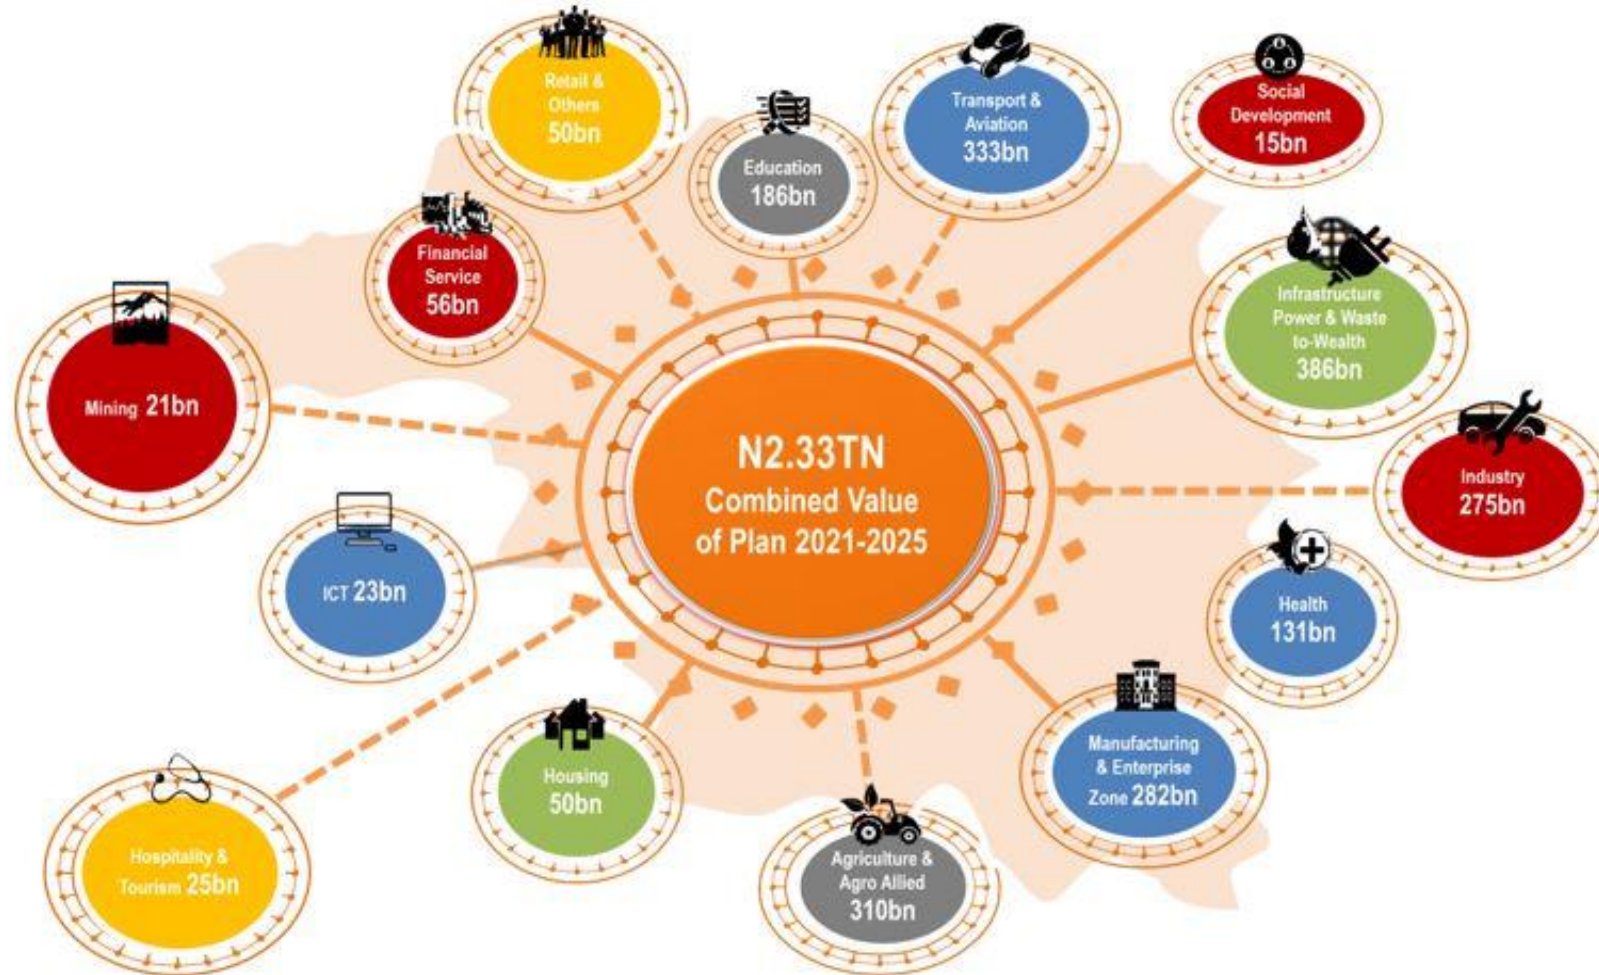 Retail &
Others
50bn
Education
186bn
Transport &
Aviation
333bn
Social
Development
15bn
Financial
Service
56bn
Infrastructure
Power & Waste
to-Wealth
386bn
Mining 21bn
N2.33TN
Combined Value
of Plan 2021-2025
Industry
275bn
ICT 23bn
Health
131bn
Housing
50bn
Manufacturing
& Enterprise
Zone 282bn
Hospitality &
Tourism 25bn
Agriculture &
Agro Allied
310bn